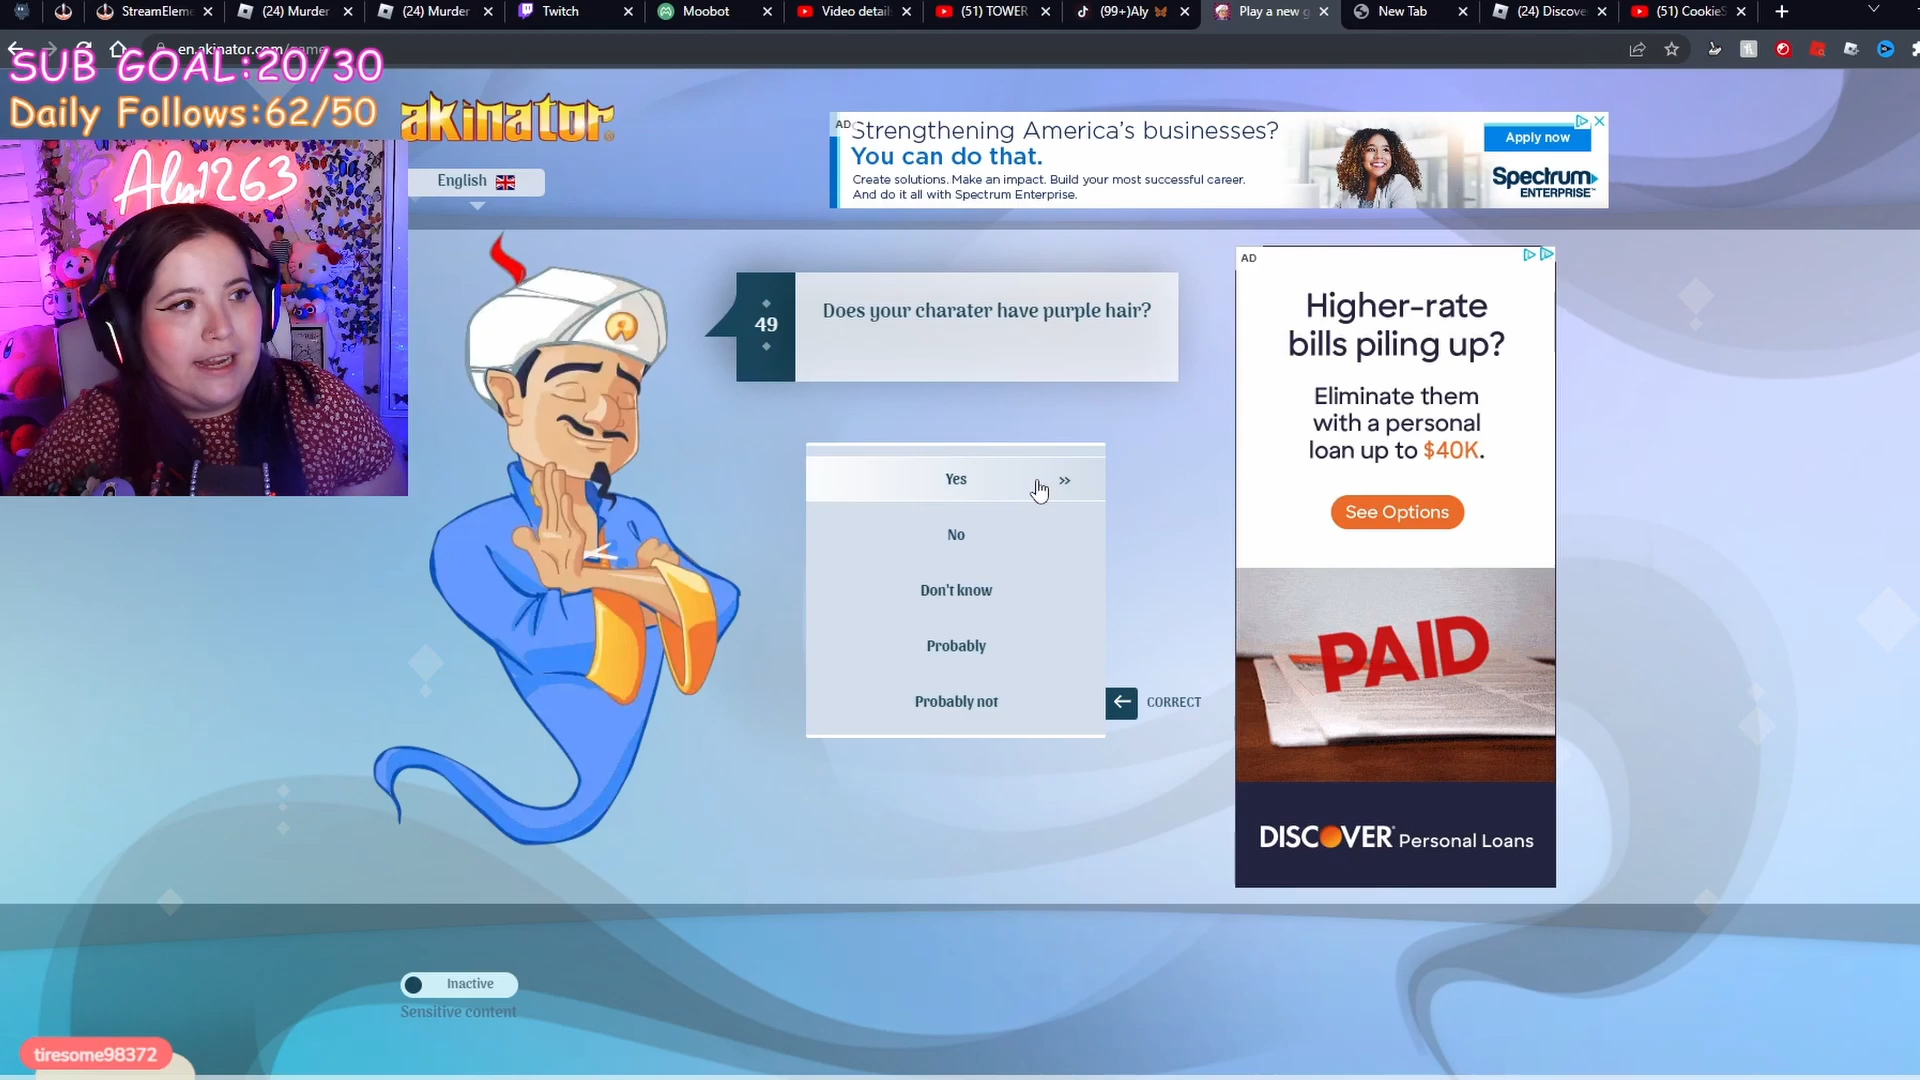 StreamEleme
(24) Murder
(24) Murder
Twitch
Moobot
Video detail
(51) TOWER
(99+)Aly
Play a new g
New Tab
(24) Discove
(51) CookieS
en.akinator.com/game
SUB GOAL:20/30
Daily Follows:62/50
Aly1263
akinator
English
AD
Strengthening America's businesses?
You can do that.
Create solutions. Make an impact. Build your most successful career.
And do it all with Spectrum Enterprise.
Apply now
Spectrum
ENTERPRISE
49
Does your charater have purple hair?
Yes
No
Don't know
Probably
Probably not
CORRECT
AD
Higher-rate
bills piling up?
Eliminate them
with a personal
loan up to $40K.
See Options
PAID
DISCOVER Personal Loans
Inactive
Sensitive content
tiresome98372